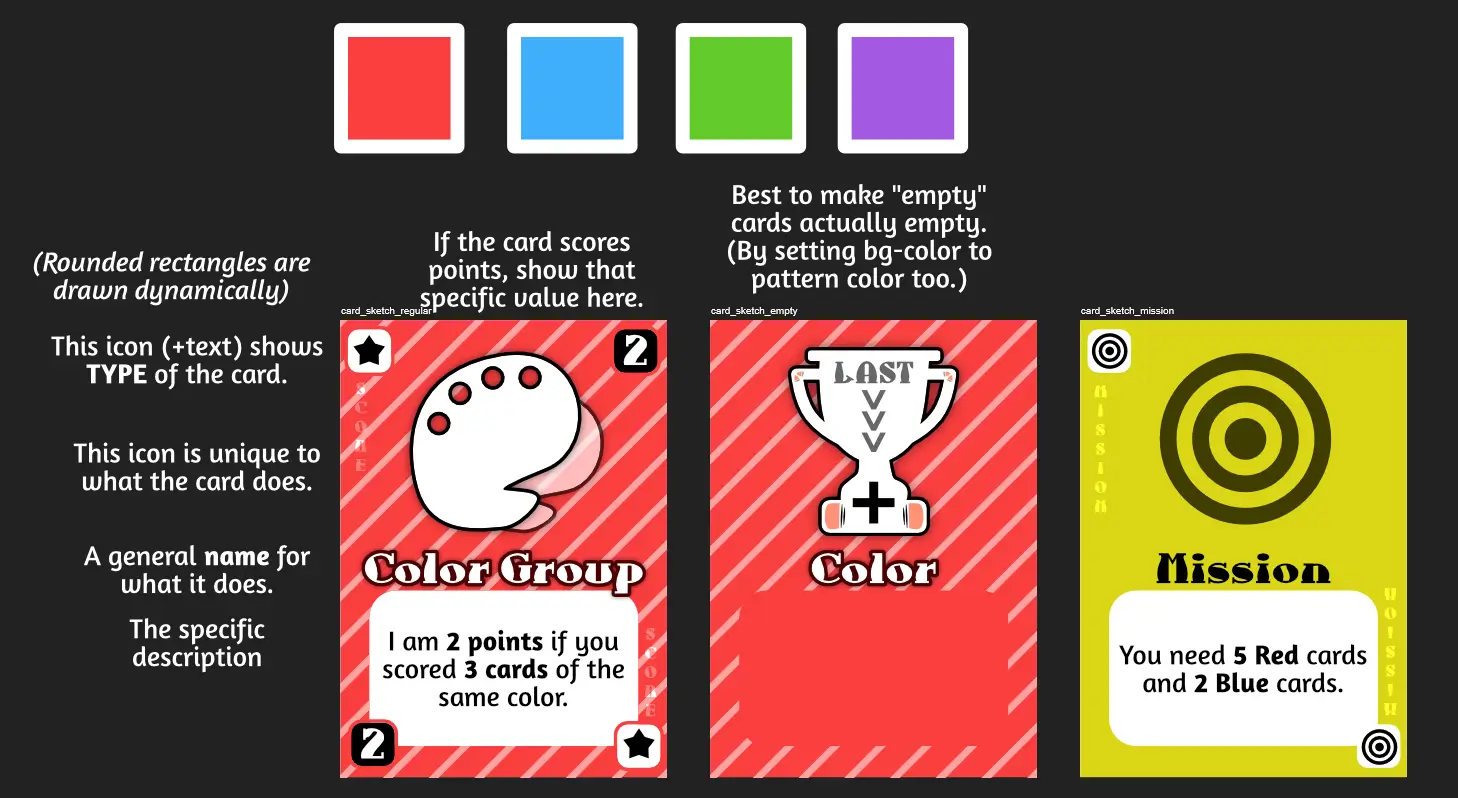 Best to make "empty"
cards actually empty.
(By setting bg-color to
pattern color too.)
If the card scores
points, show that
specific value here.
(Rounded rectangles are
drawn dynamically)
This icon (+text) shows
TYPE of the card.
This icon is unique to
what the card does.
A general name for
what it does.
The specific
description
card_sketch_regular
2
SCORE
Color Group
I am 2 points if you
scored 3 cards of the
same color.
SCORE
2
card_sketch_empty
LAST
+
Color
card_sketch_mission
MISSION
Mission
You need 5 Red cards
and 2 Blue cards.
MISSION